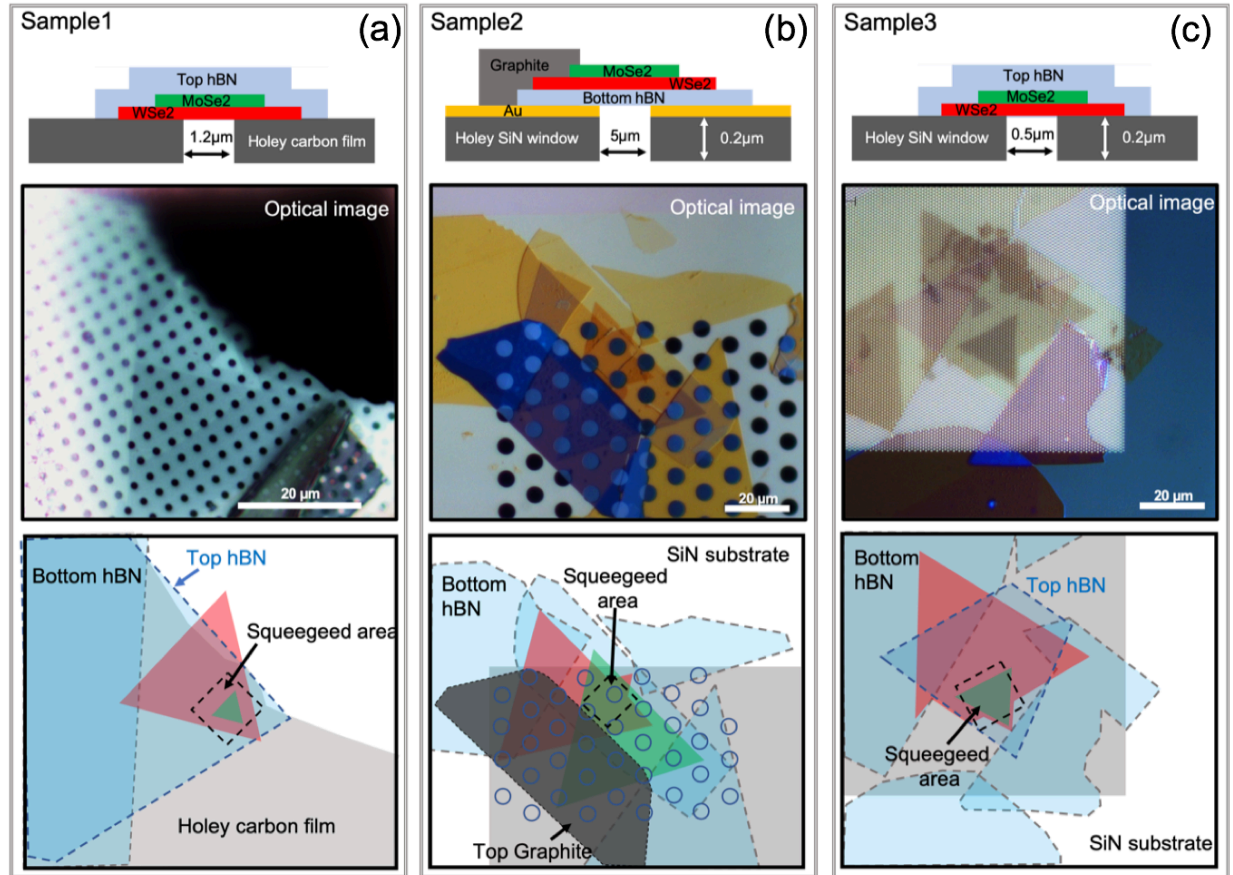 Sample1
(a)
Top hBN
MoSe2
WSe2
1.2µm
Holey carbon film
Optical image
20 µm
Bottom hBN
Top hBN
Squeegeed area
Holey carbon film
Sample2
(b)
Graphite
MoSe2
WSe2
Bottom hBN
Au
Holey SiN window
5µm
0.2µm
Optical image
20 µm
SiN substrate
Squeegeed
area
Bottom
hBN
Top Graphite
Sample3
(c)
Top hBN
MoSe2
WSe2
Holey SiN window
0.5µm
0.2µm
Optical image
20 µm
Bottom
hBN
Top hBN
Squeegeed
area
SiN substrate